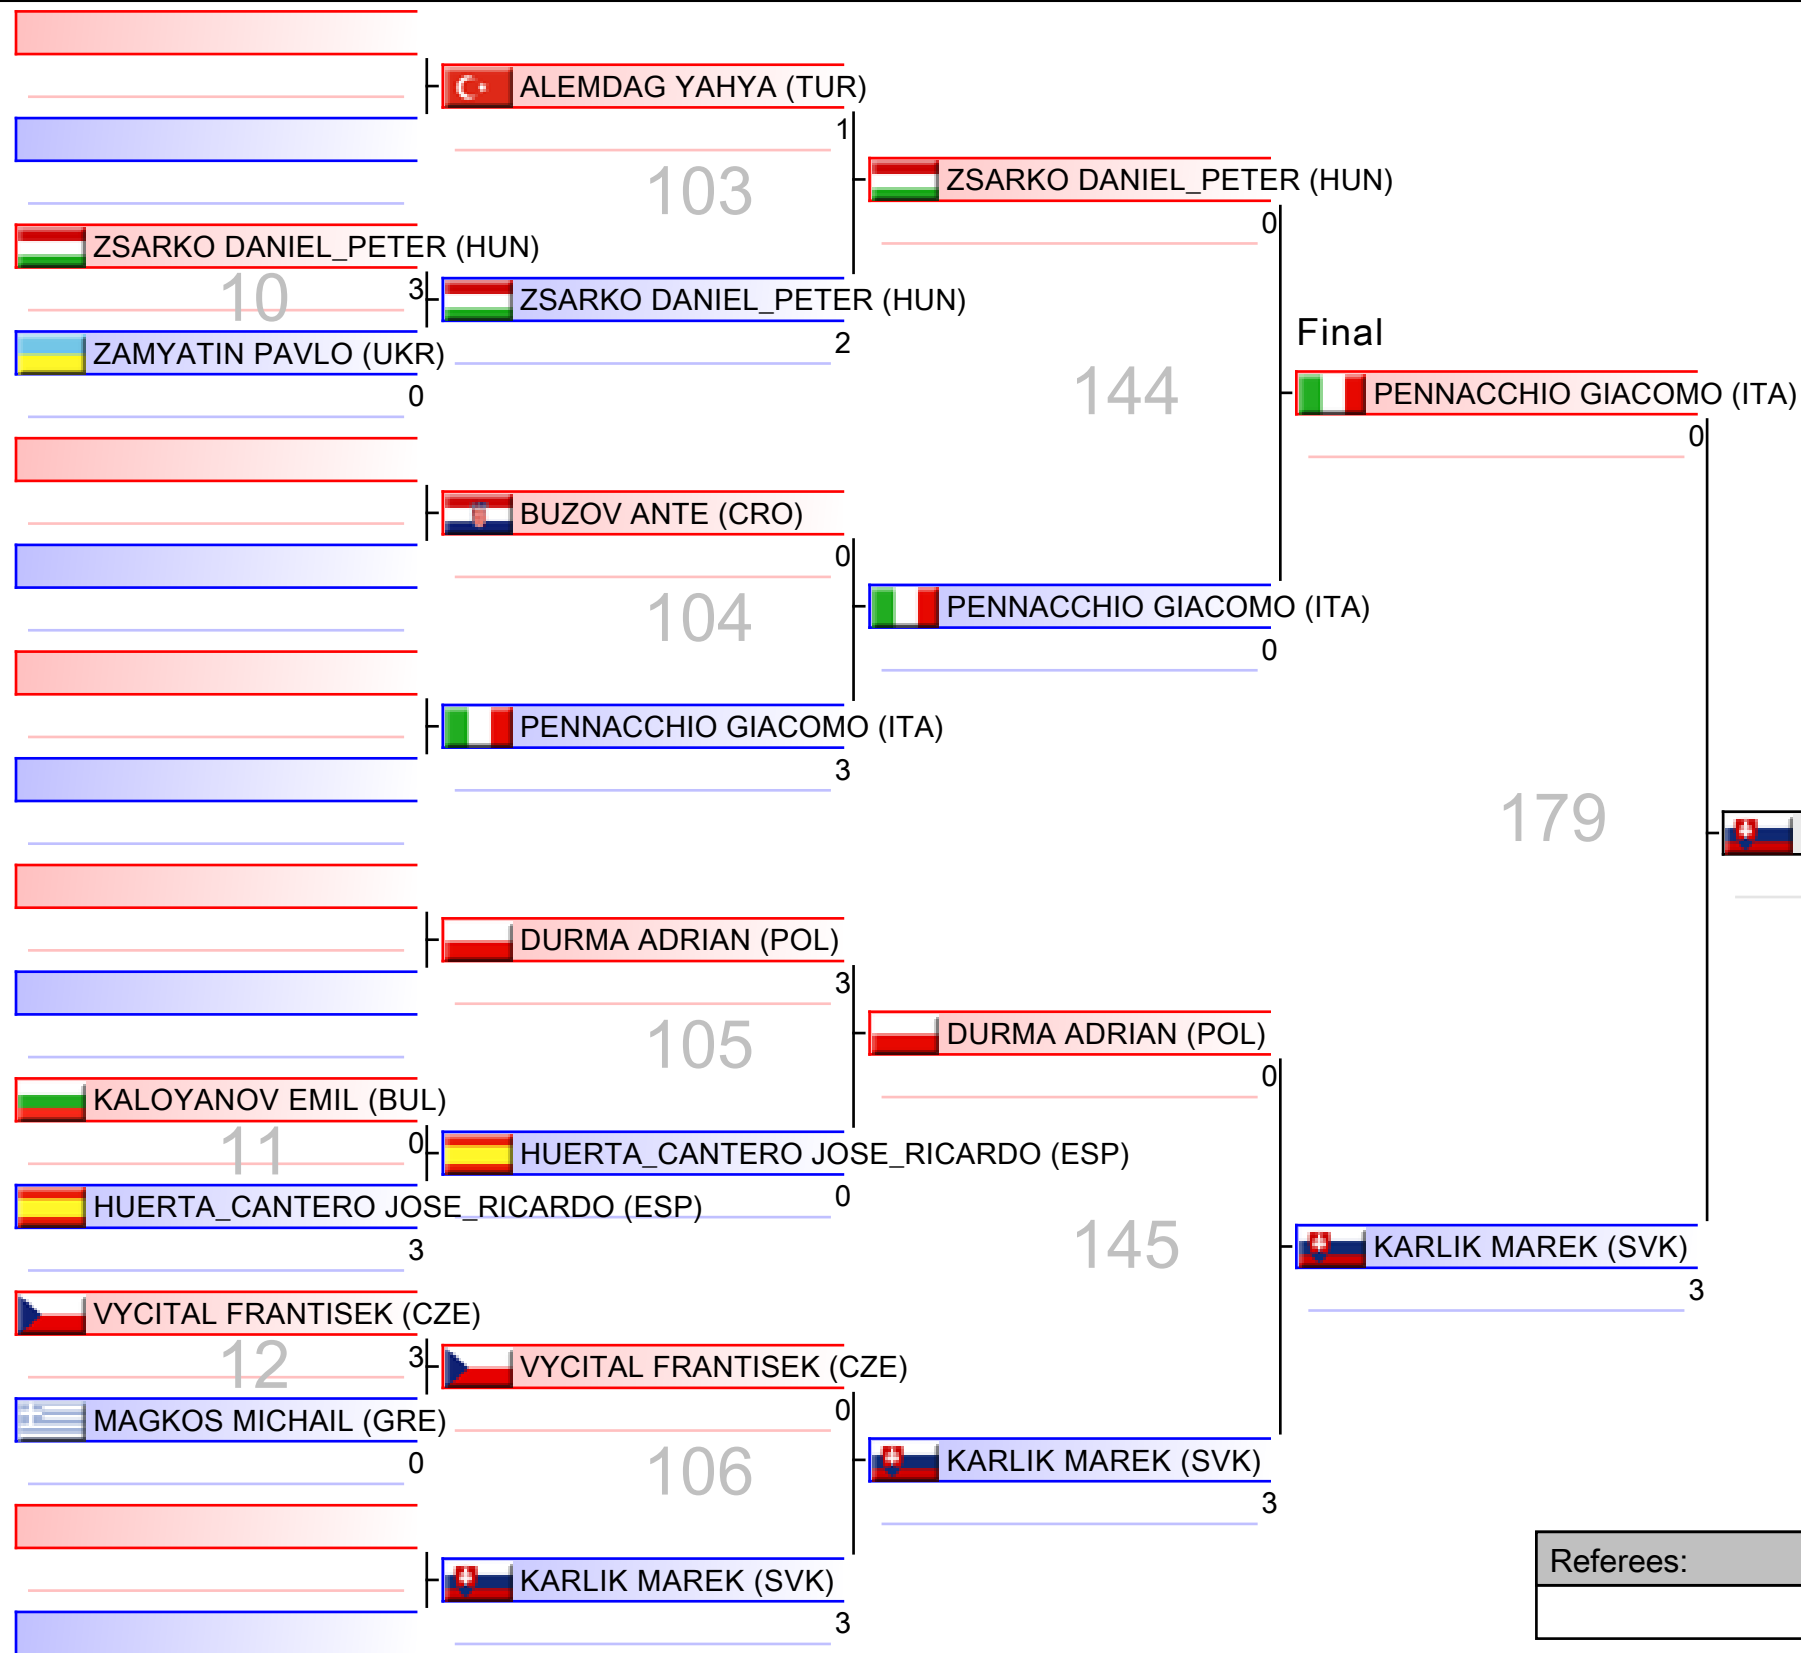 ALEMDAG YAHYA (TUR)
1
103
ZSARKO DANIEL_PETER (HUN)
0
ZSARKO DANIEL_PETER (HUN)
10
3
ZSARKO DANIEL_PETER (HUN)
2
ZAMYATIN PAVLO (UKR)
0
Final
144
PENNACCHIO GIACOMO (ITA)
0
BUZOV ANTE (CRO)
0
104
PENNACCHIO GIACOMO (ITA)
0
PENNACCHIO GIACOMO (ITA)
3
179
DURMA ADRIAN (POL)
3
105
DURMA ADRIAN (POL)
0
KALOYANOV EMIL (BUL)
11
0
HUERTA_CANTERO JOSE_RICARDO (ESP)
0
HUERTA_CANTERO JOSE_RICARDO (ESP)
3
145
KARLIK MAREK (SVK)
3
VYCITAL FRANTISEK (CZE)
12
3
VYCITAL FRANTISEK (CZE)
0
MAGKOS MICHAIL (GRE)
0
106
KARLIK MAREK (SVK)
3
KARLIK MAREK (SVK)
3
Referees: